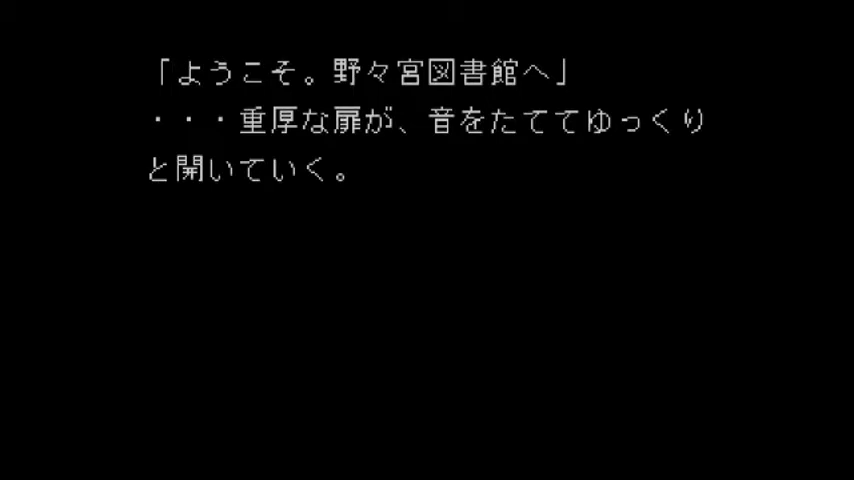 「ようこそ。野々宮図書館へ」
・・・重厚な扉が、音をたててゆっくり
と開いていく。